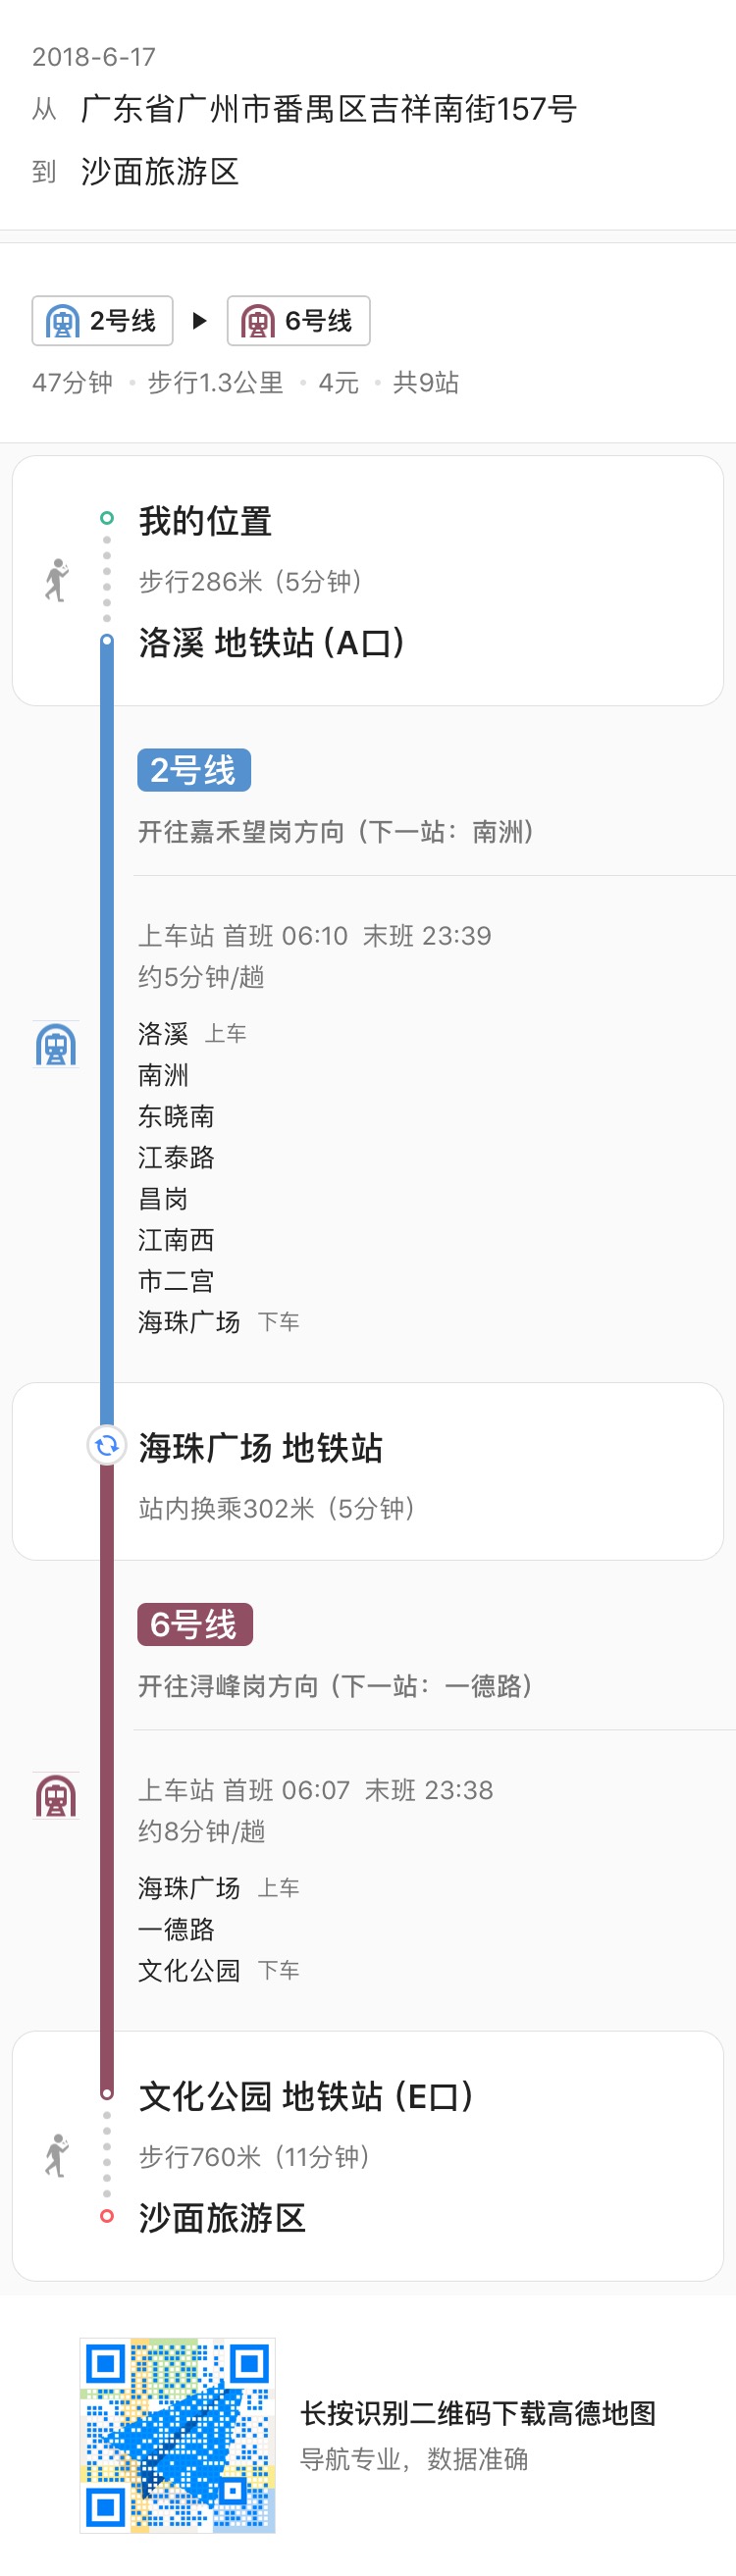 2018-6-17
从 广东省广州市番禺区吉祥南街157号
到 沙面旅游区
2号线 ▶ 6号线
47分钟 • 步行1.3公里 • 4元 • 共9站
我的位置
步行286米（5分钟）
洛溪 地铁站（A口）
2号线
开往嘉禾望岗方向（下一站：南洲）
上车站 首班 06:10 末班 23:39
约5分钟/趟
洛溪 上车
南洲
东晓南
江泰路
昌岗
江南西
市二宫
海珠广场 下车
海珠广场 地铁站
站内换乘302米（5分钟）
6号线
开往浔峰岗方向（下一站：一德路）
上车站 首班 06:07 末班 23:38
约8分钟/趟
海珠广场 上车
一德路
文化公园 下车
文化公园 地铁站（E口）
步行760米（11分钟）
沙面旅游区
长按识别二维码下载高德地图
导航专业，数据准确